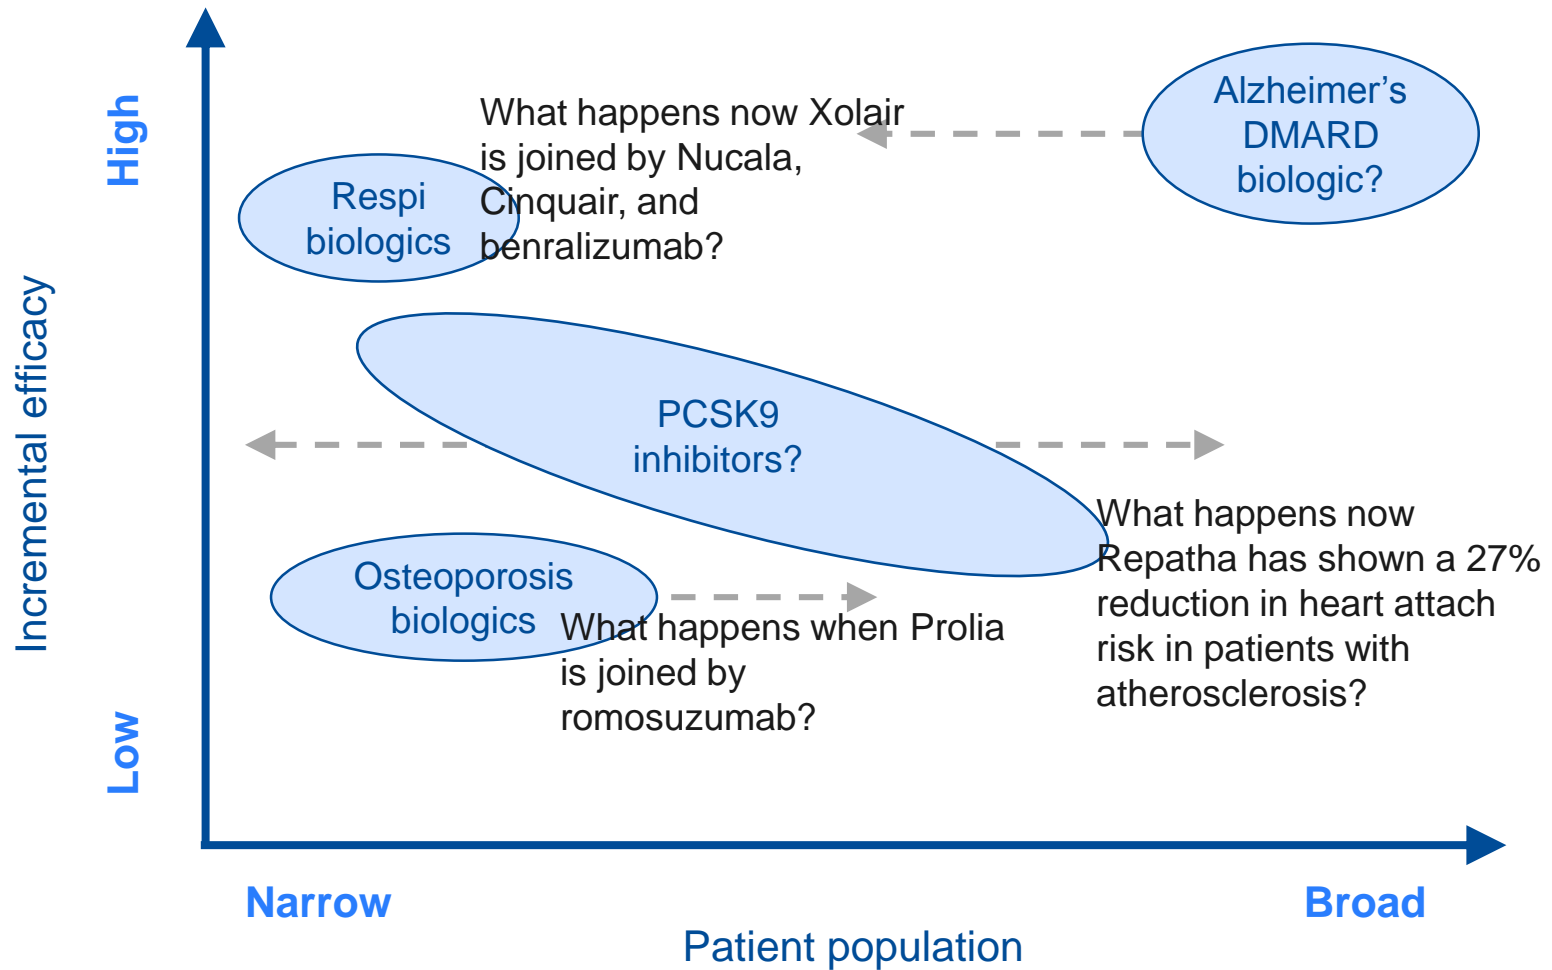 High
Incremental efficacy
Low
What happens now Xolair
is joined by Nucala,
Cinquair, and
benralizumab?
Respi
biologics
Alzheimer’s
DMARD
biologic?
PCSK9
inhibitors?
What happens now
Repatha has shown a 27%
reduction in heart attach
risk in patients with
atherosclerosis?
Osteoporosis
biologics
What happens when Prolia
is joined by
romosuzumab?
Narrow
Broad
Patient population